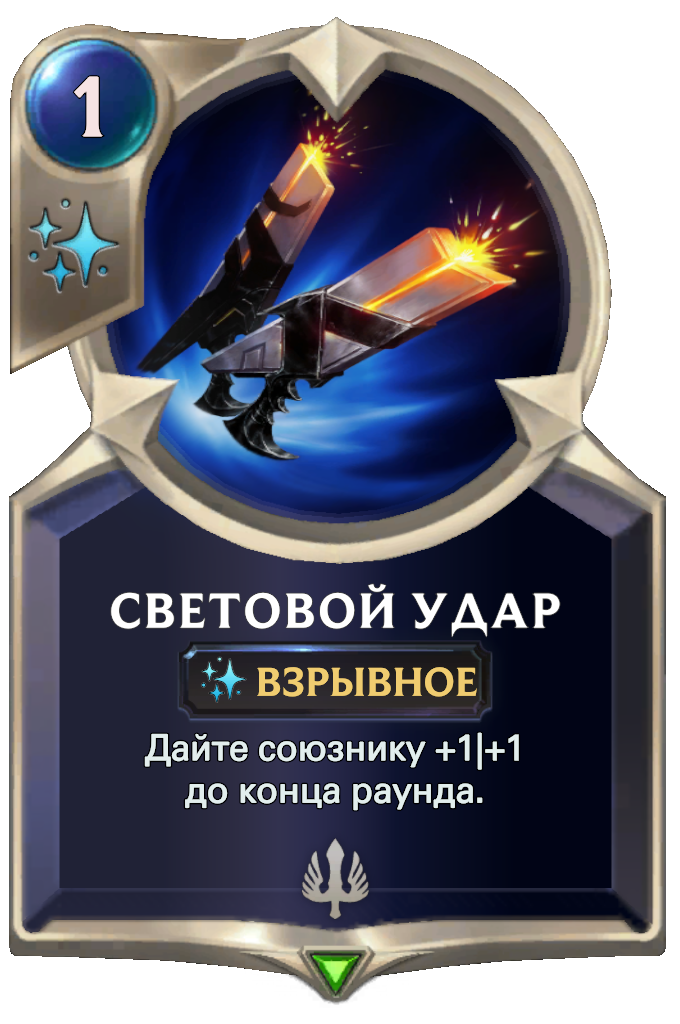 1
СВЕТОВОЙ УДАР
ВЗРЫВНОЕ
Дайте союзнику +1|+1
до конца раунда.